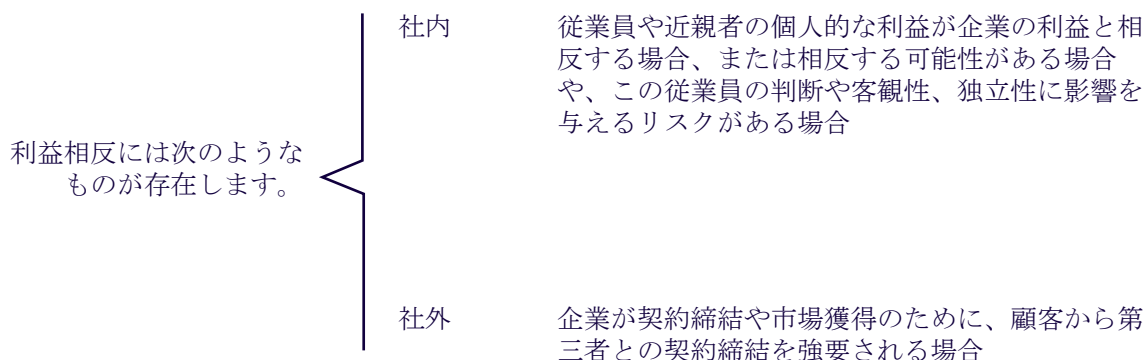 利益相反には次のような
ものが存在します。
社内
従業員や近親者の個人的な利益が企業の利益と相
反する場合、または相反する可能性がある場合
や、この従業員の判断や客観性、独立性に影響を
与えるリスクがある場合
社外
企業が契約締結や市場獲得のために、顧客から第
三者との契約締結を強要される場合